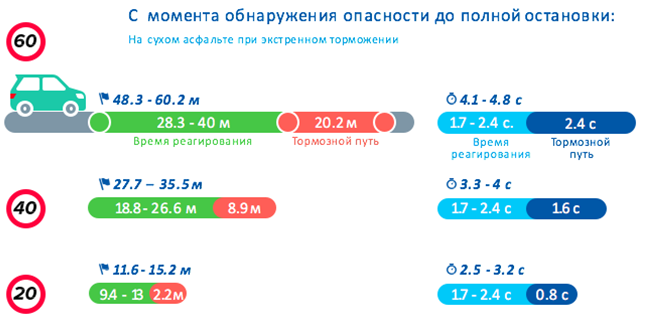 С момента обнаружения опасности до полной остановки:
На сухом асфальте при экстренном торможении
60
48.3 - 60.2 м
4.1 - 4.8 с
28.3 - 40 м
20.2 м
1.7 - 2.4 с.
2.4 с
Время реагирования
Тормозной путь
Время
реагирования
Тормозной
путь
40
27.7 – 35.5 м
3.3 - 4 с
18.8 - 26.6 м
8.9 м
1.7 - 2.4 с
1.6 с
20
11.6 - 15.2 м
2.5 - 3.2 с
9.4 - 13
2.2м
1.7 - 2.4 с
0.8 с